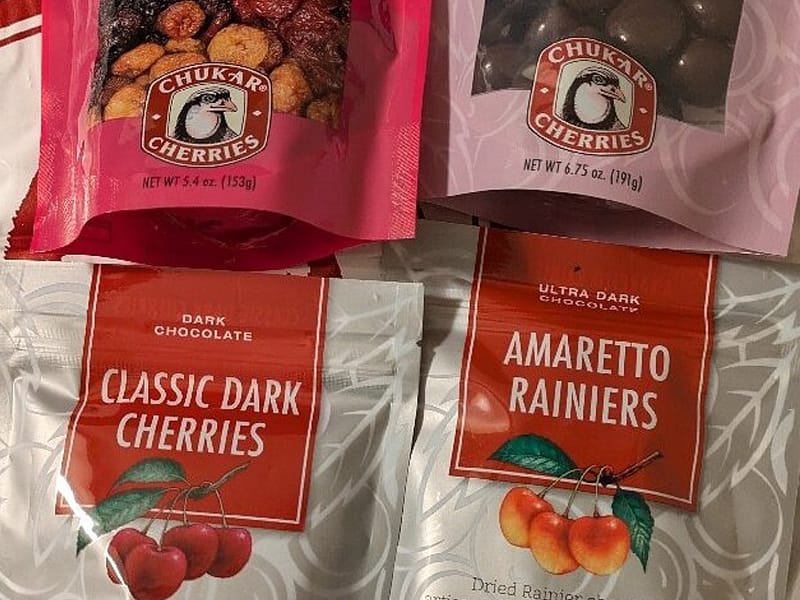 CHUKAR®
CHERRIES
NET WT 5.4 oz. (153g)
CHUKAR®
CHERRIES
NET WT 6.75 oz. (191g)
DARK
CHOCOLATE
CLASSIC DARK
CHERRIES
ULTRA DARK
CHOCOLATE
AMARETTO
RAINIERS
Dried Rainier